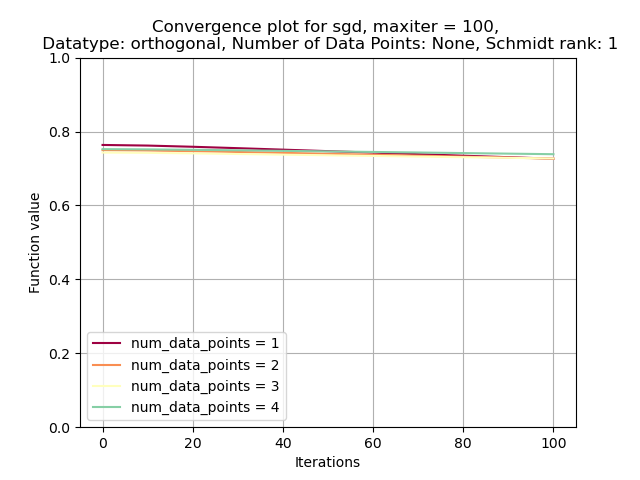 Convergence plot for sgd, maxiter = 100,
Datatype: orthogonal, Number of Data Points: None, Schmidt rank: 1
1.0
0.8
0.6
0.4
0.2
0.0
Function value
num_data_points = 1
num_data_points = 2
num_data_points = 3
num_data_points = 4
0 20 40 60 80 100
Iterations